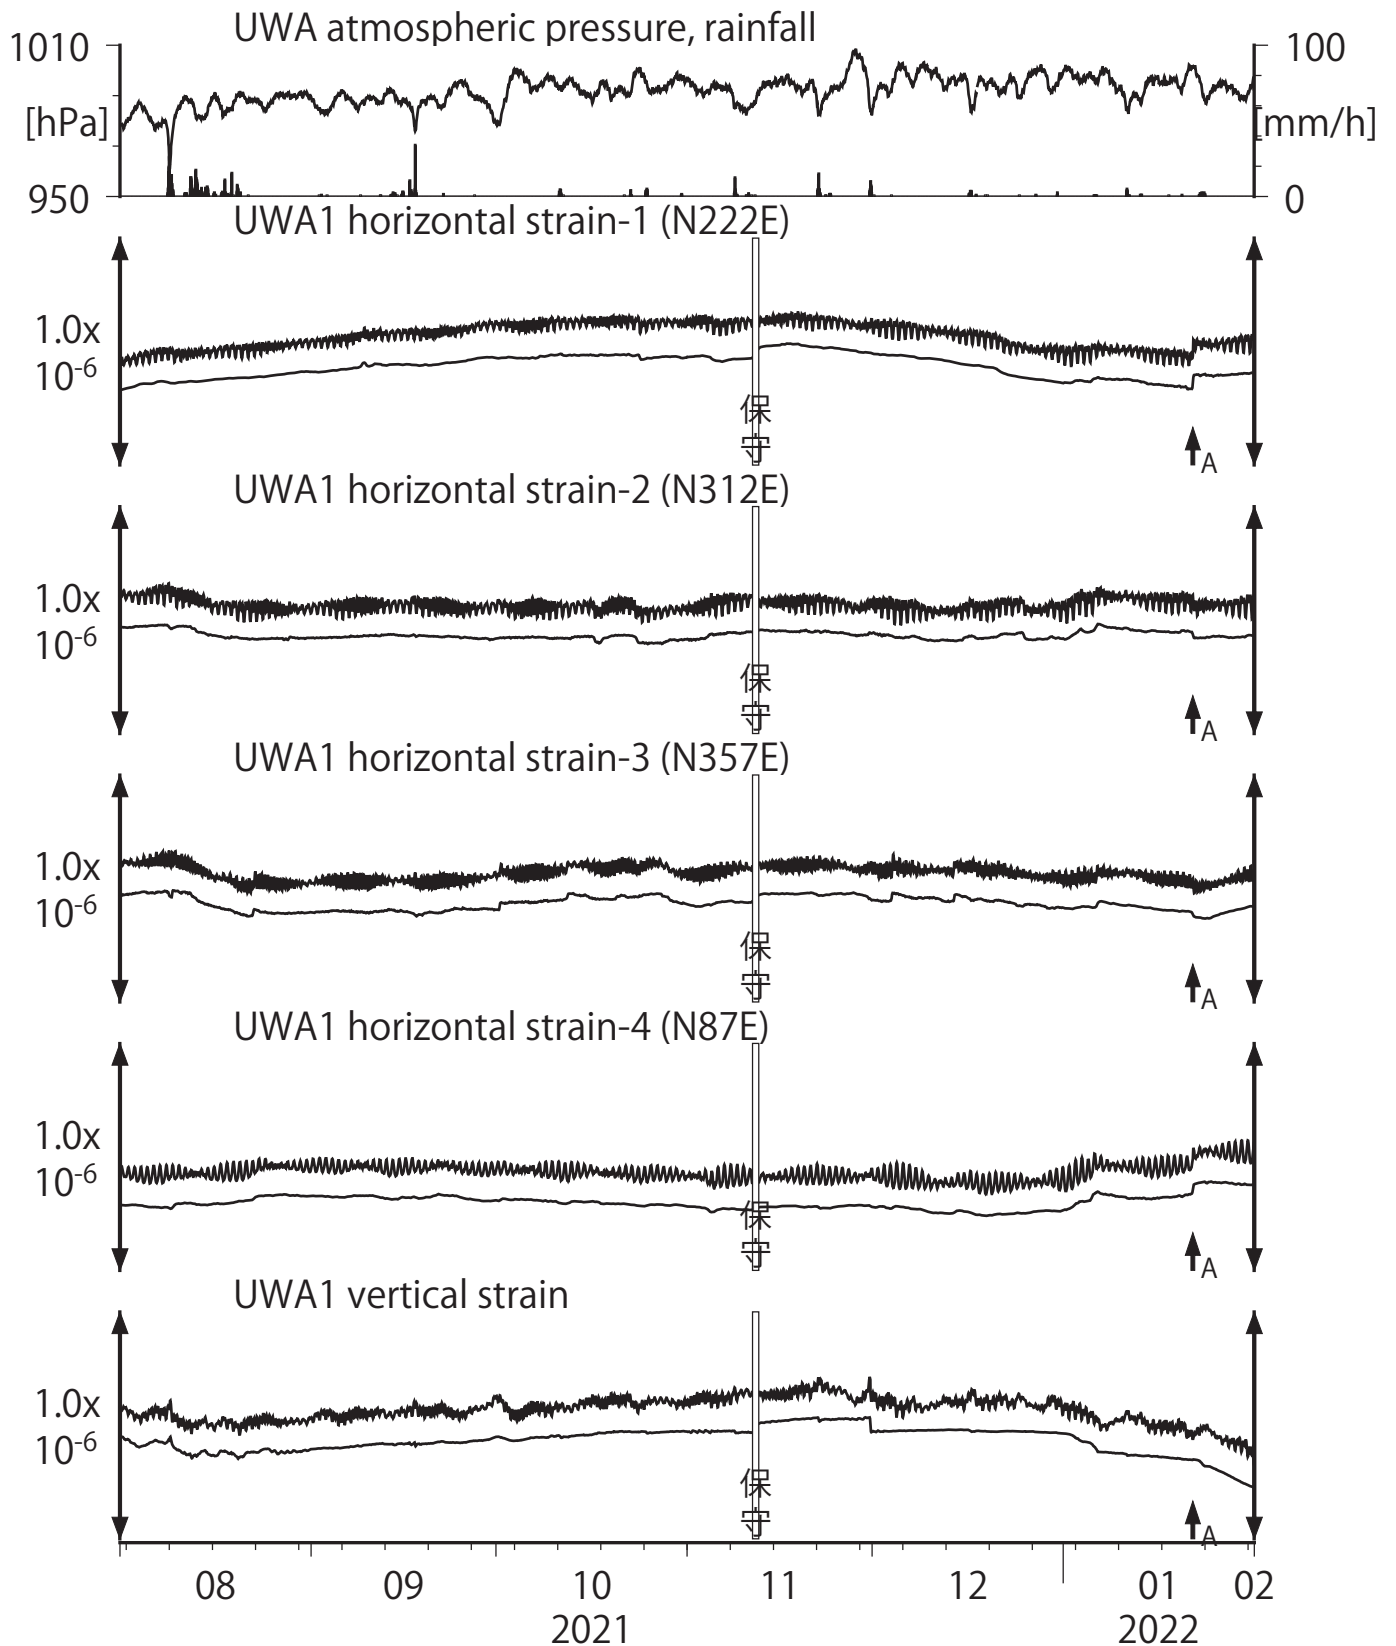 UWA atmospheric pressure, rainfall
1010
100
[hPa]
[mm/h]
950
0
UWA1 horizontal strain-1 (N222E)
1.0x
10-6
保
守
A
UWA1 horizontal strain-2 (N312E)
1.0x
10-6
保
守
A
UWA1 horizontal strain-3 (N357E)
1.0x
10-6
保
守
A
UWA1 horizontal strain-4 (N87E)
1.0x
10-6
保
守
A
UWA1 vertical strain
1.0x
10-6
保
守
A
08 09 10 11 12 01 02
2021 2022